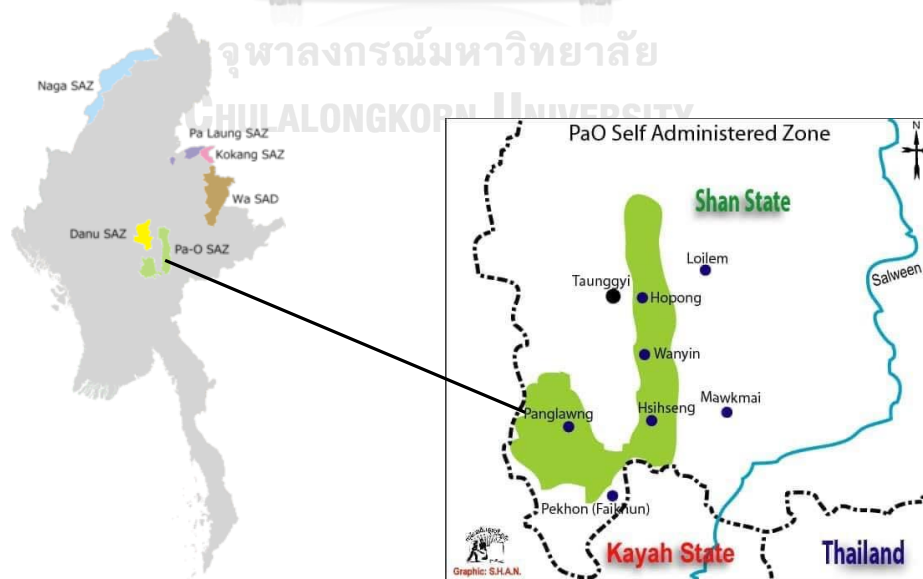 จุฬาลงกรณ์มหาวิทยาลัย
CHULALONGKORN UNIVERSITY
Naga SAZ
Pa Laung SAZ
Kokang SAZ
Wa SAD
Danu SAZ
Pa-O SAZ
PaO Self Administered Zone
N
Shan State
Loilem
Salween
Taunggyi
Hopong
Wanyin
Mawkmai
Panglawng
Hsihseng
Pekhon (Faikhun)
Kayah State
Thailand
Graphic: S.H.A.N.